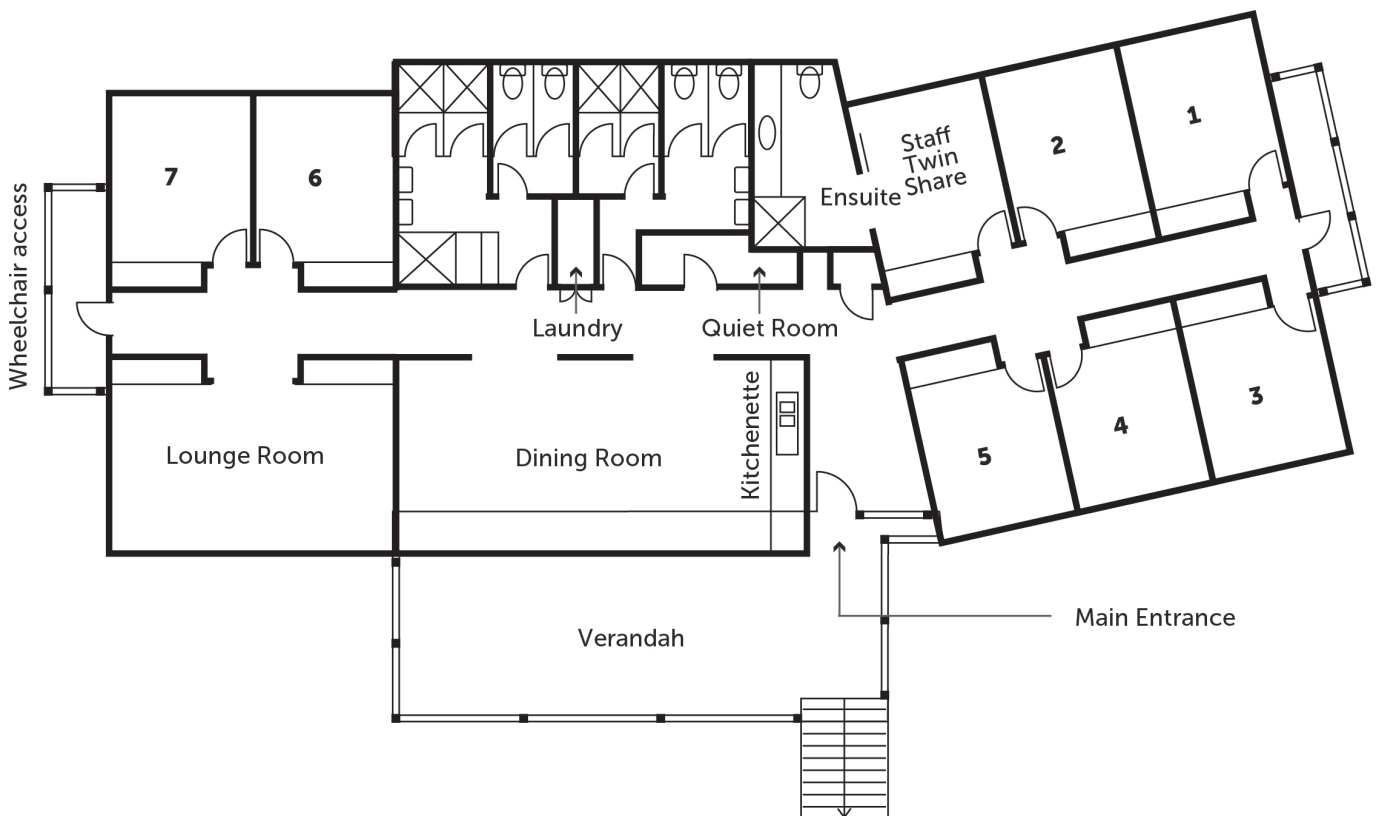 1
2
Staff
Twin
Share
7
6
Ensuite
Wheelchair access
Laundry
Quiet Room
Kitchenette
3
4
5
Lounge Room
Dining Room
Main Entrance
Verandah